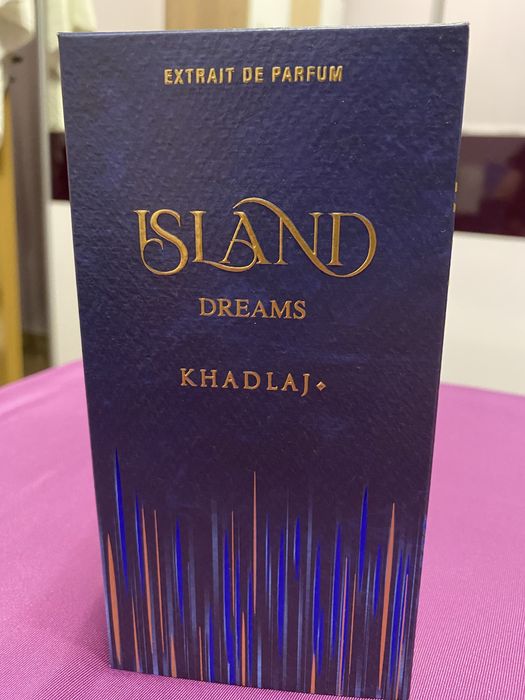 EXTRAIT DE PARFUM
ISLAND
DREAMS
KHADLAJ